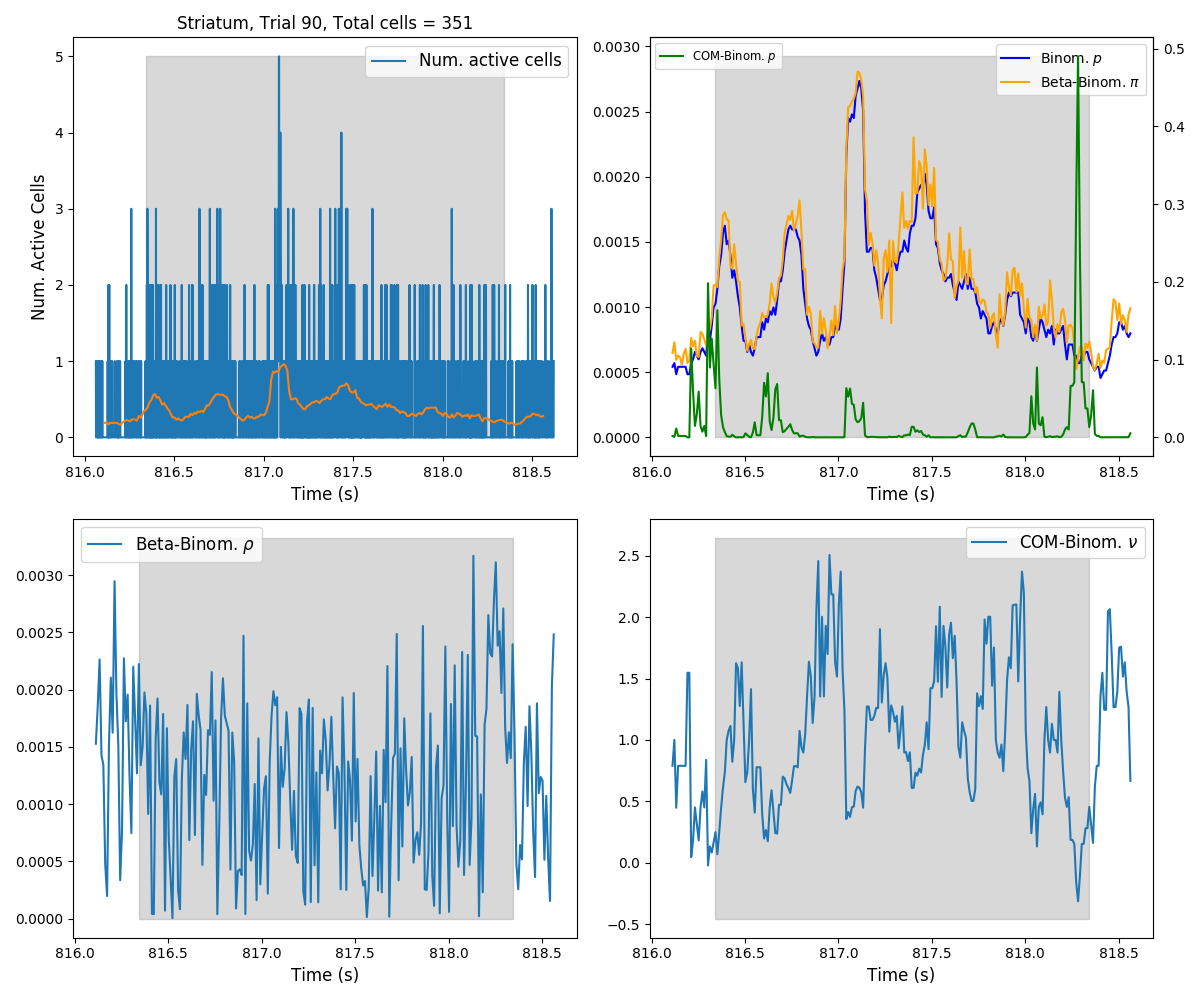 Striatum, Trial 90, Total cells = 351
Num. active cells
Num. Active Cells
5
4
3
2
1
0
816.0 816.5 817.0 817.5 818.0 818.5
Time (s)
COM-Binom. p
Binom. p
Beta-Binom. π
0.0030
0.0025
0.0020
0.0015
0.0010
0.0005
0.0000
0.5
0.4
0.3
0.2
0.1
0.0
816.0 816.5 817.0 817.5 818.0 818.5
Time (s)
Beta-Binom. ρ
0.0030
0.0025
0.0020
0.0015
0.0010
0.0005
0.0000
816.0 816.5 817.0 817.5 818.0 818.5
Time (s)
COM-Binom. ν
2.5
2.0
1.5
1.0
0.5
0.0
−0.5
816.0 816.5 817.0 817.5 818.0 818.5
Time (s)